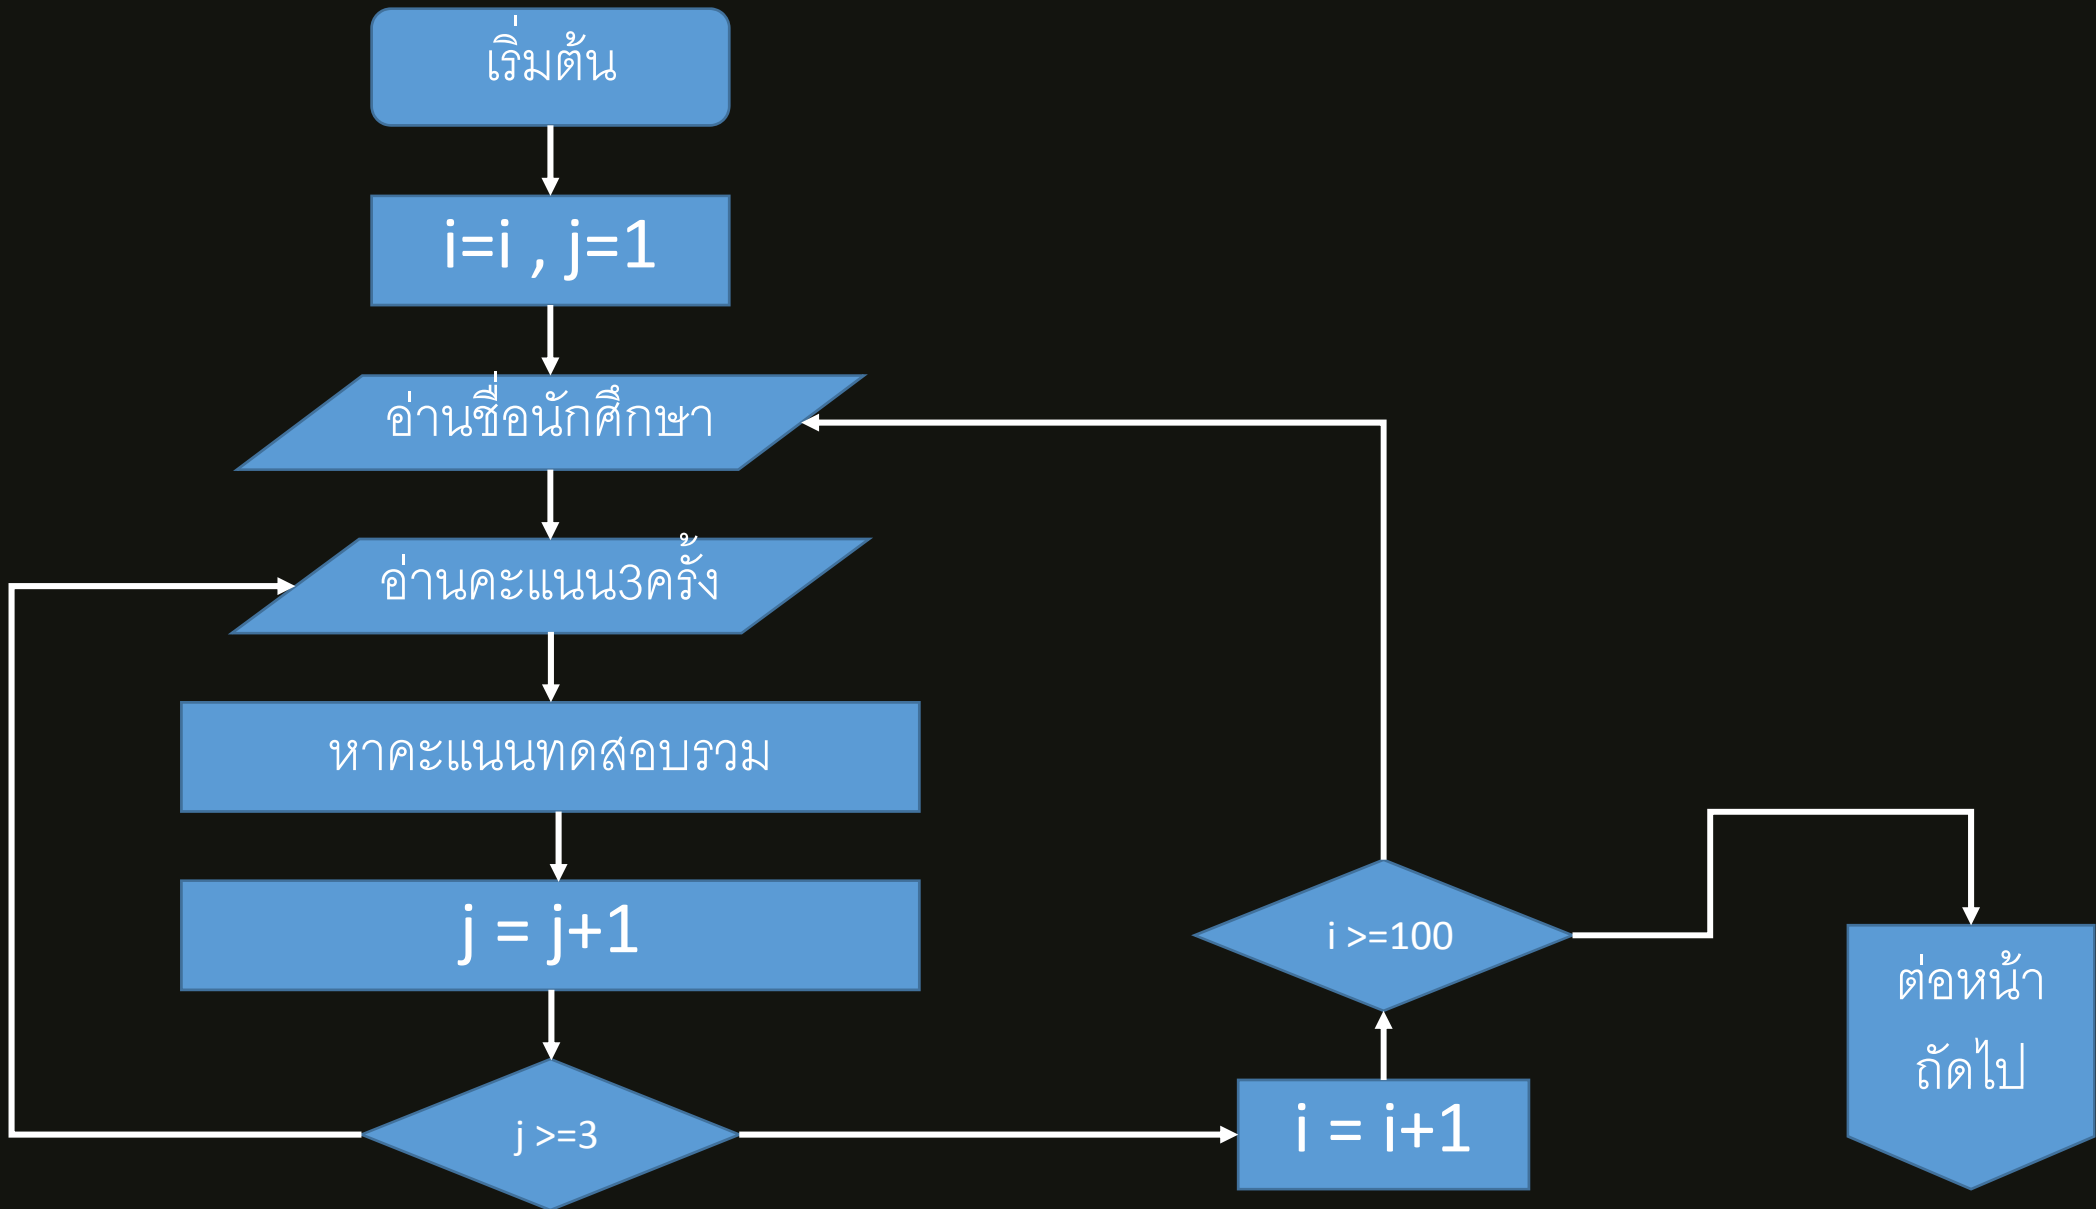 เริ่มต้น
i=i , j=1
อ่านชื่อนักศึกษา
อ่านคะแนน3ครั้ง
หาคะแนนทดสอบรวม
j = j+1
j >=3
i = i+1
i >=100
ต่อหน้า
ถัดไป